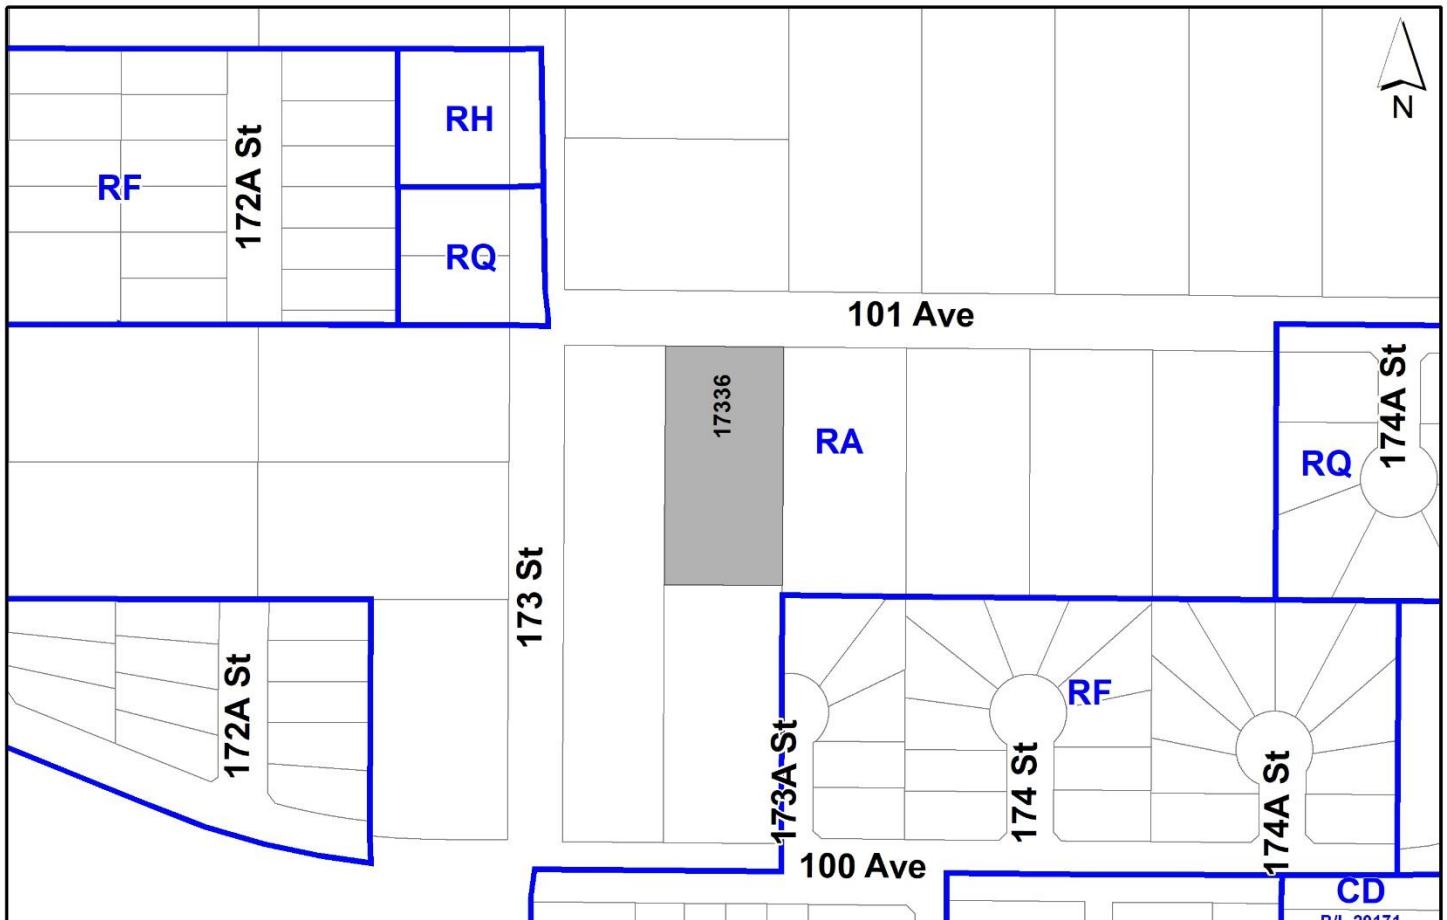 N
RH
RF
172A St
RQ
101 Ave
17336
RA
174A St
RQ
173 St
172A St
RF
173A St
174 St
174A St
100 Ave
CD